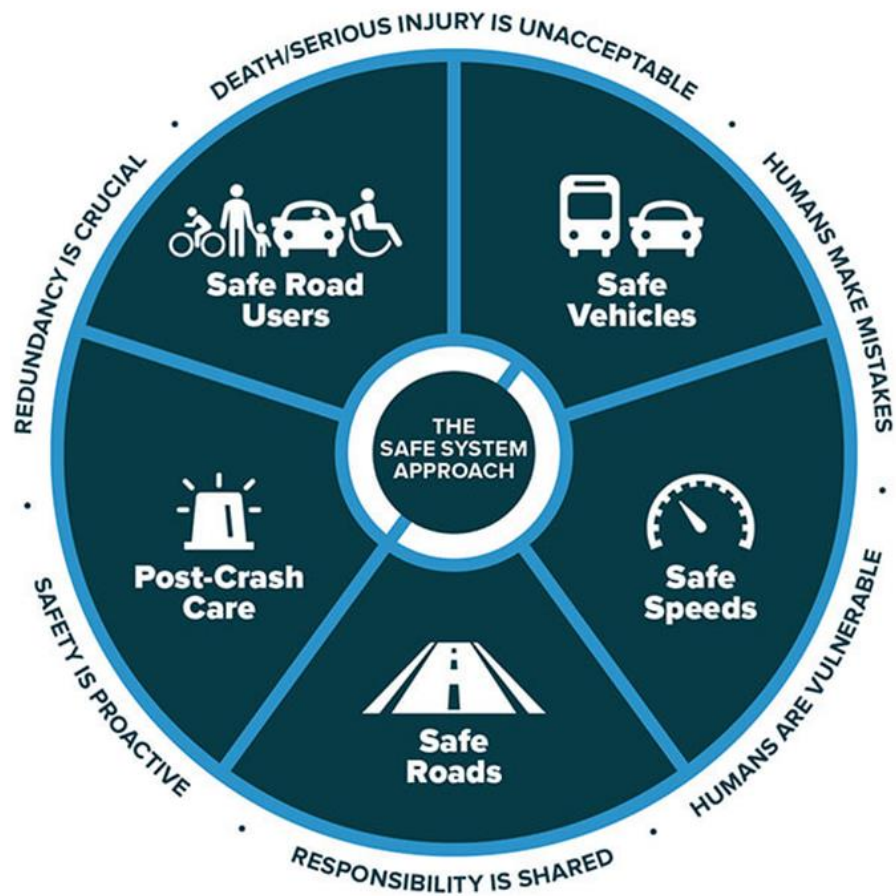 DEATH/SERIOUS INJURY IS UNACCEPTABLE
HUMANS MAKE MISTAKES
HUMANS ARE VULNERABLE
RESPONSIBILITY IS SHARED
SAFETY IS PROACTIVE
REDUNDANCY IS CRUCIAL
Safe Road
Users
Safe
Vehicles
Safe
Speeds
Safe
Roads
Post-Crash
Care
THE
SAFE SYSTEM
APPROACH